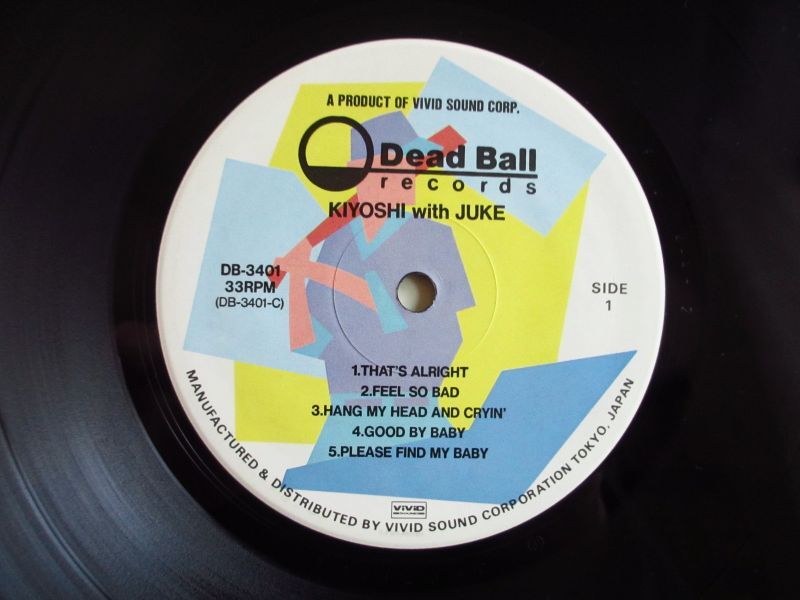 A PRODUCT OF VIVID SOUND CORP.
Dead Ball
records
KIYOSHI with JUKE
DB-3401
33RPM
(DB-3401-C)
SIDE
1
1.THAT'S ALRIGHT
2.FEEL SO BAD
3.HANG MY HEAD AND CRYIN'
4.GOOD BY BABY
5.PLEASE FIND MY BABY
VIVID
MANUFACTURED & DISTRIBUTED BY VIVID SOUND CORPORATION TOKYO. JAPAN